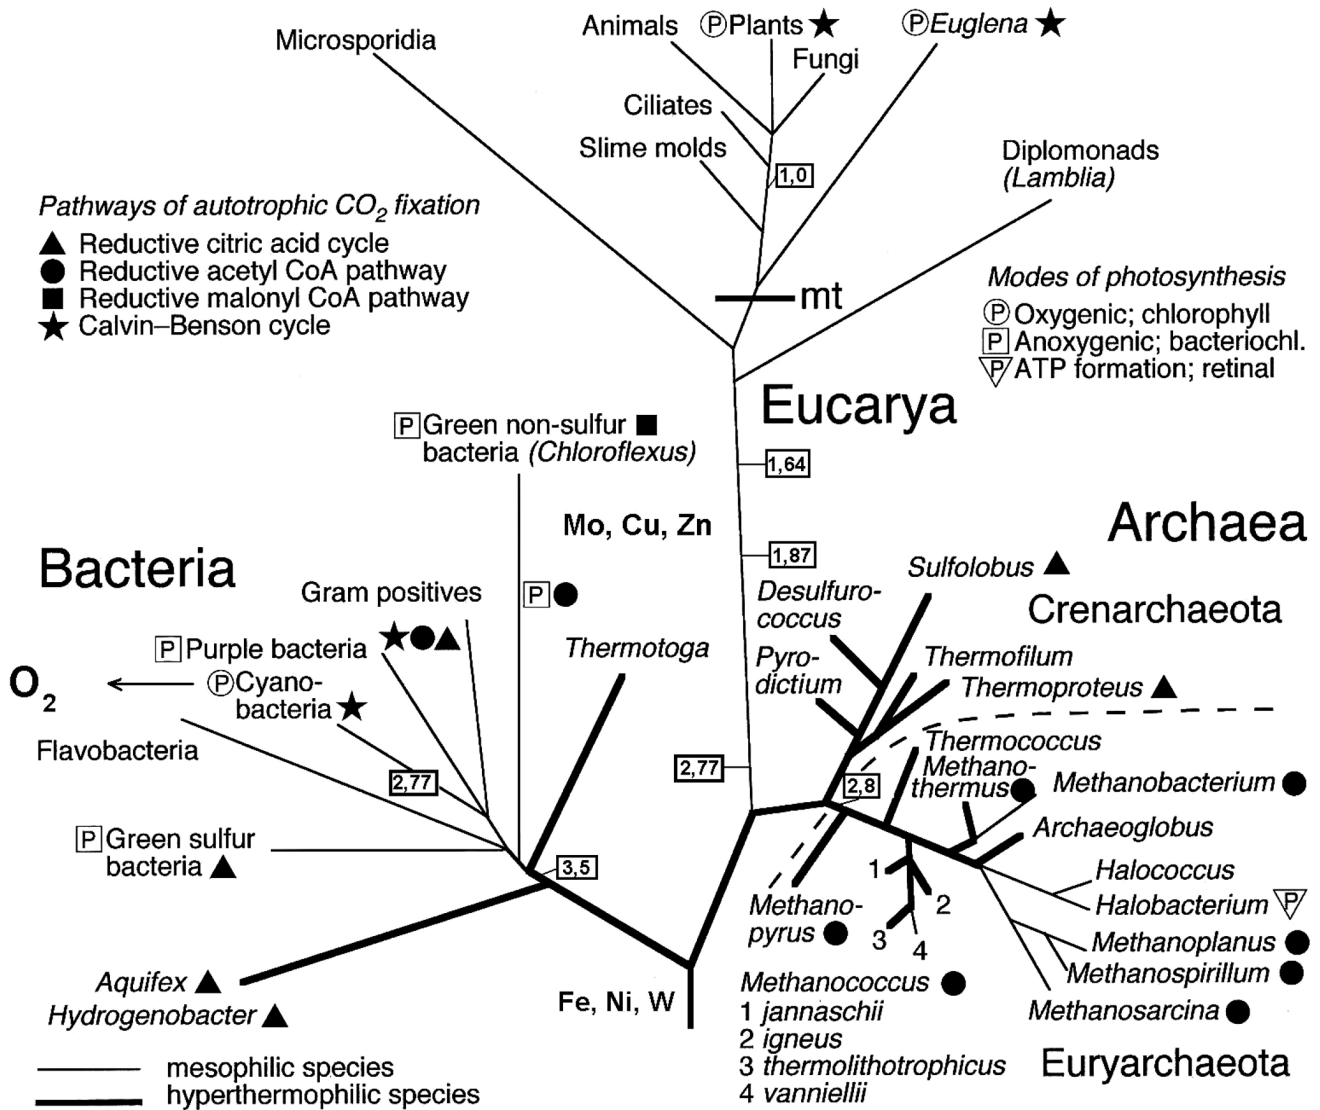 Microsporidia
Animals
Ⓟ Plants ★
Ⓟ Euglena ★
Fungi
Ciliates
Slime molds
1,0
Diplomonads
(Lamblia)
Pathways of autotrophic CO2 fixation
▲ Reductive citric acid cycle
● Reductive acetyl CoA pathway
■ Reductive malonyl CoA pathway
★ Calvin–Benson cycle
mt
Modes of photosynthesis
Ⓟ Oxygenic; chlorophyll
P Anoxygenic; bacteriochl.
P ATP formation; retinal
Eucarya
P Green non-sulfur ■
bacteria (Chloroflexus)
1,64
Mo, Cu, Zn
1,87
Archaea
Bacteria
Sulfolobus ▲
Crenarchaeota
Desulfuro-
coccus
Gram positives
P ●
★ ● ▲
P Purple bacteria
Thermotoga
Pyro-
dictium
Thermofilum
Thermoproteus ▲
O2
Ⓟ Cyano-
bacteria ★
Flavobacteria
2,77
2,77
2,8
Thermococcus
Methano-
thermus ●
Methanobacterium ●
Archaeoglobus
P Green sulfur
bacteria ▲
3,5
1
2
3
4
Halococcus
Halobacterium P
Methano-
pyrus ●
Methanoplanus ●
Methanospirillum ●
Methanosarcina ●
Aquifex ▲
Hydrogenobacter ▲
Fe, Ni, W
Methanococcus ●
1 jannaschii
2 igneus
3 thermolithotrophicus
4 vanniellii
Euryarchaeota
mesophilic species
hyperthermophilic species